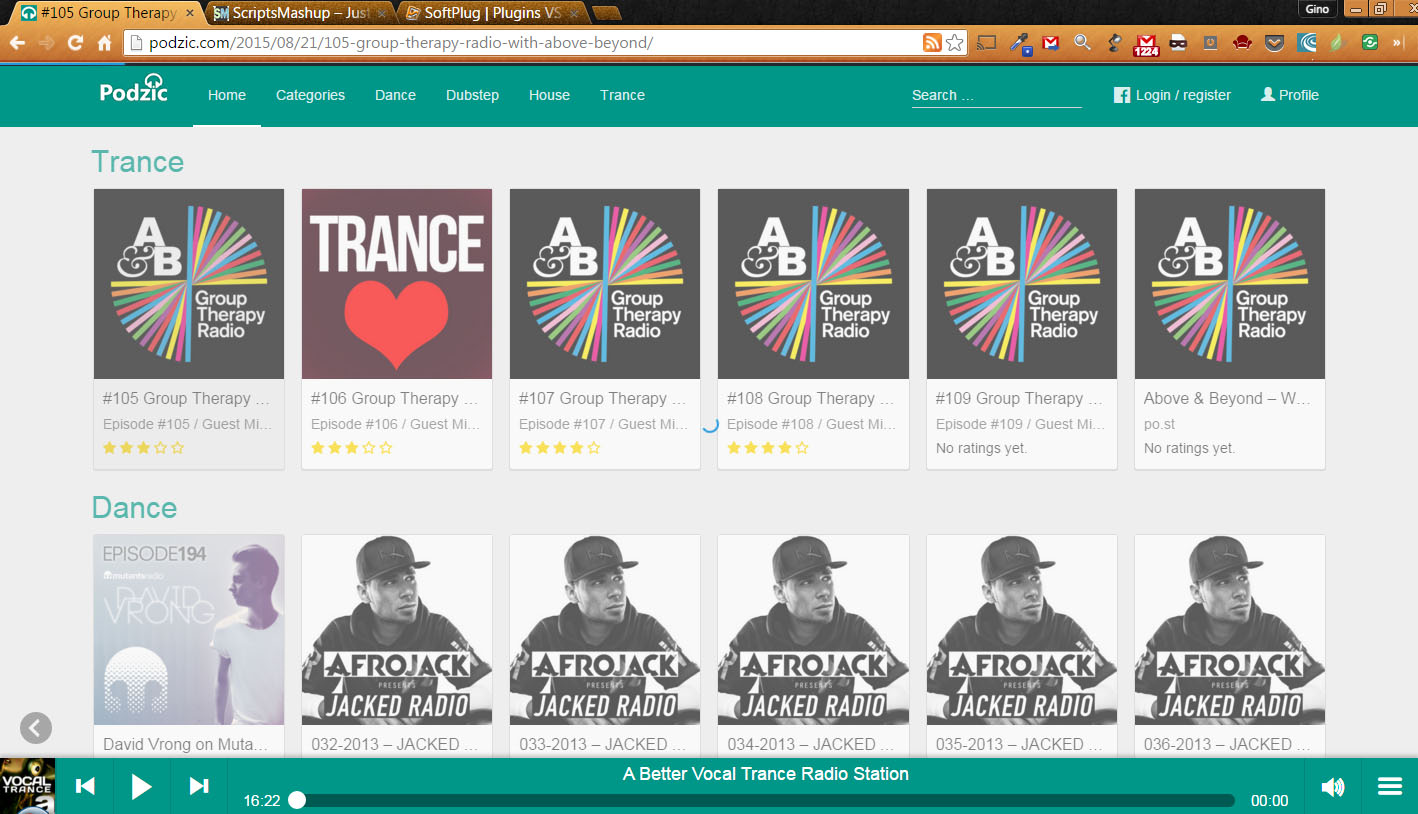 #105 Group Therapy
ScriptsMashup – Just
SoftPlug | Plugins VS
Gino
podzic.com/2015/08/21/105-group-therapy-radio-with-above-beyond/
1224
Podzic
Home
Categories
Dance
Dubstep
House
Trance
Search ...
Login / register
Profile
Trance
A
&B
Group
Therapy
Radio
TRANCE
A
&B
Group
Therapy
Radio
A
&B
Group
Therapy
Radio
A
&B
Group
Therapy
Radio
A
&B
Group
Therapy
Radio
#105 Group Therapy ...
Episode #105 / Guest Mi...
#106 Group Therapy ...
Episode #106 / Guest Mi...
#107 Group Therapy ...
Episode #107 / Guest Mi...
#108 Group Therapy ...
Episode #108 / Guest Mi...
#109 Group Therapy ...
Episode #109 / Guest Mi...
No ratings yet.
Above & Beyond – W...
po.st
No ratings yet.
Dance
EPISODE194
mutantsradio
DAVID
VRONG
AFROJACK
PRESENTS
JACKED RADIO
AFROJACK
PRESENTS
JACKED RADIO
AFROJACK
PRESENTS
JACKED RADIO
AFROJACK
PRESENTS
JACKED RADIO
AFROJACK
PRESENTS
JACKED RADIO
David Vrong on Muta...
032-2013 – JACKED ...
033-2013 – JACKED ...
034-2013 – JACKED ...
035-2013 – JACKED ...
036-2013 – JACKED ...
VOCAL
TRANCE
A Better Vocal Trance Radio Station
16:22
00:00